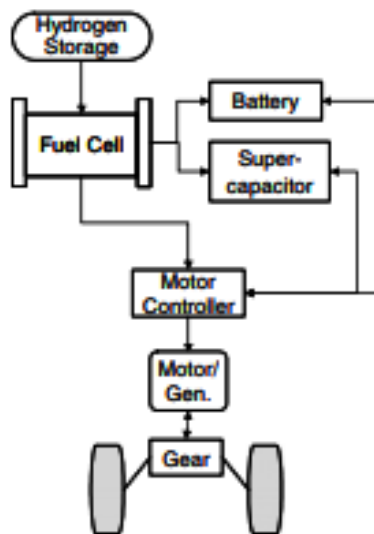 Hydrogen
Storage
Battery
Fuel Cell
Super-
capacitor
Motor
Controller
Motor/
Gen.
Gear